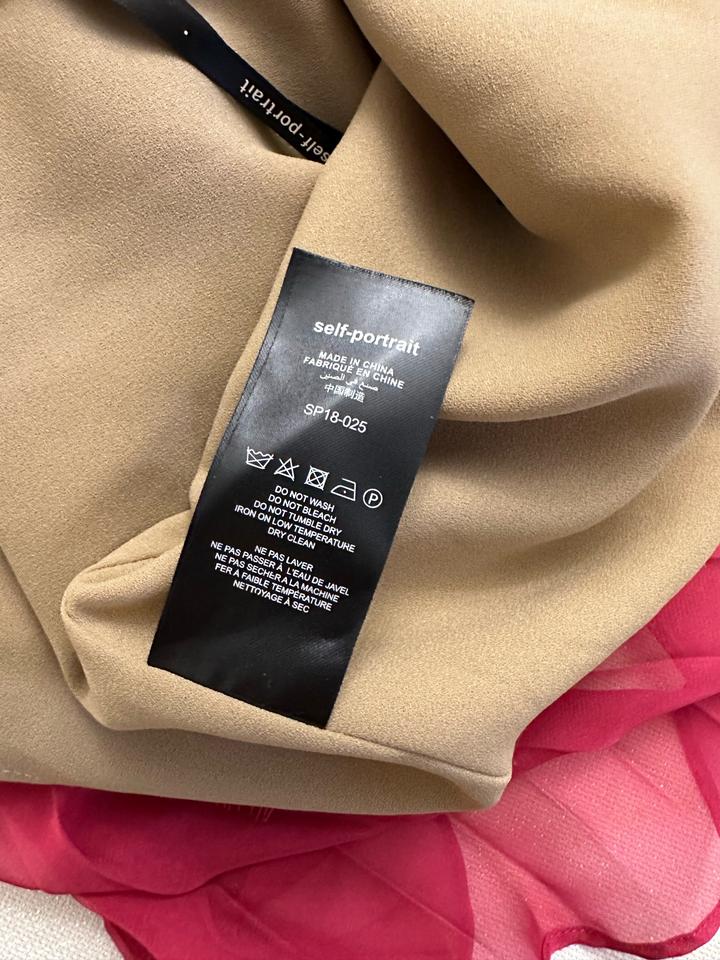 self-portrait
self-portrait
MADE IN CHINA
FABRIQUÉ EN CHINE
صنع في الصين
中国制造
SP18-025
P
DO NOT WASH
DO NOT BLEACH
DO NOT TUMBLE DRY
IRON ON LOW TEMPERATURE
DRY CLEAN
NE PAS LAVER
NE PAS PASSER À L'EAU DE JAVEL
NE PAS SECHER A LA MACHINE
FER À FAIBLE TEMPÉRATURE
NETTOYAGE À SEC